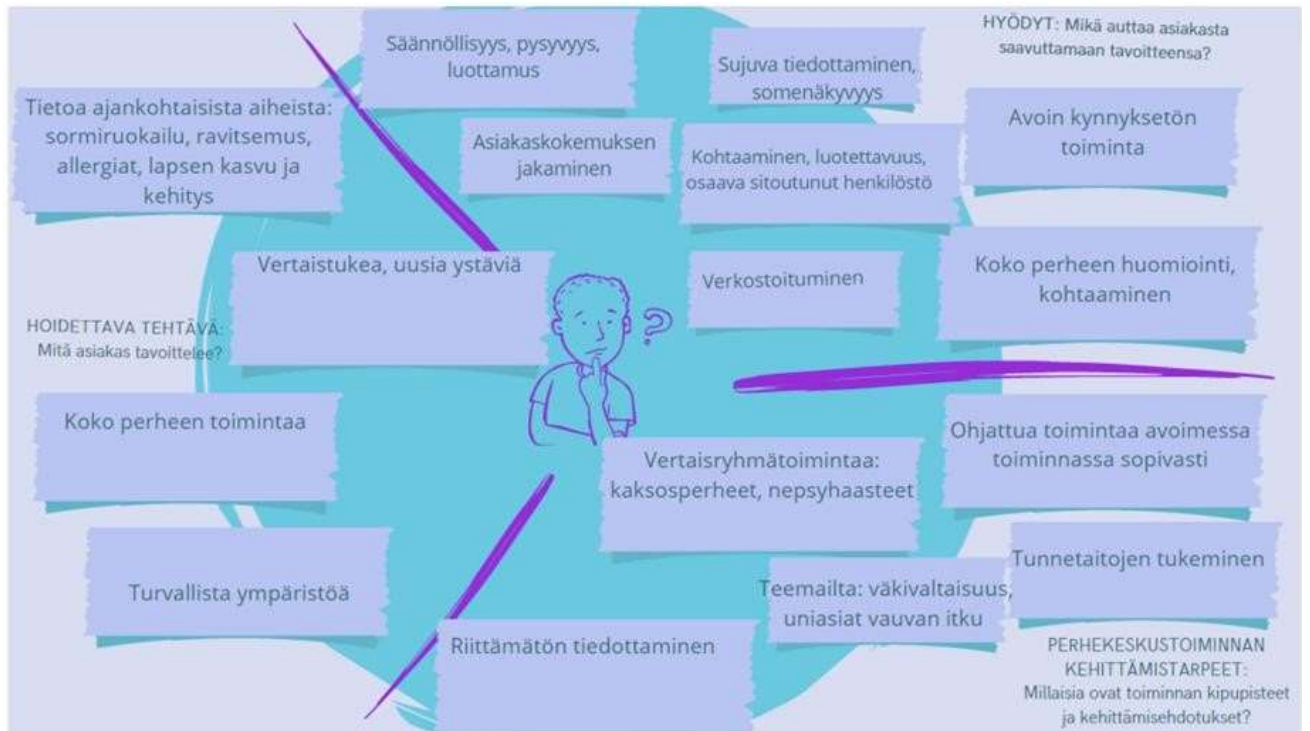 Säännöllisyys, pysyvyys,
luottamus
Sujuva tiedottaminen,
somenäkyvyys
HYÖDYT: Mikä auttaa asiakasta
saavuttamaan tavoitteensa?
Tietoa ajankohtaisista aiheista:
sormiruokailu, ravitsemus,
allergiat, lapsen kasvu ja
kehitys
Asiakaskokemuksen
jakaminen
Kohtaaminen, luotettavuus,
osaava sitoutunut henkilöstö
Avoin kynnyksetön
toiminta
Vertaistukea, uusia ystäviä
Verkostoituminen
Koko perheen huomiointi,
kohtaaminen
HOIDETTAVA TEHTÄVÄ:
Mitä asiakas tavoittelee?
?
Koko perheen toimintaa
Vertaisryhmätoimintaa:
kaksosperheet, nepsyhaasteet
Ohjattua toimintaa avoimessa
toiminnassa sopivasti
Turvallista ympäristöä
Teemailta: väkivaltaisuus,
uniasiat vauvan itku
Tunnetaitojen tukeminen
Riittämätön tiedottaminen
PERHEKESKUSTOIMINNAN
KEHITTÄMISTARPEET:
Millaisia ovat toiminnan kipupisteet
ja kehittämisehdotukset?